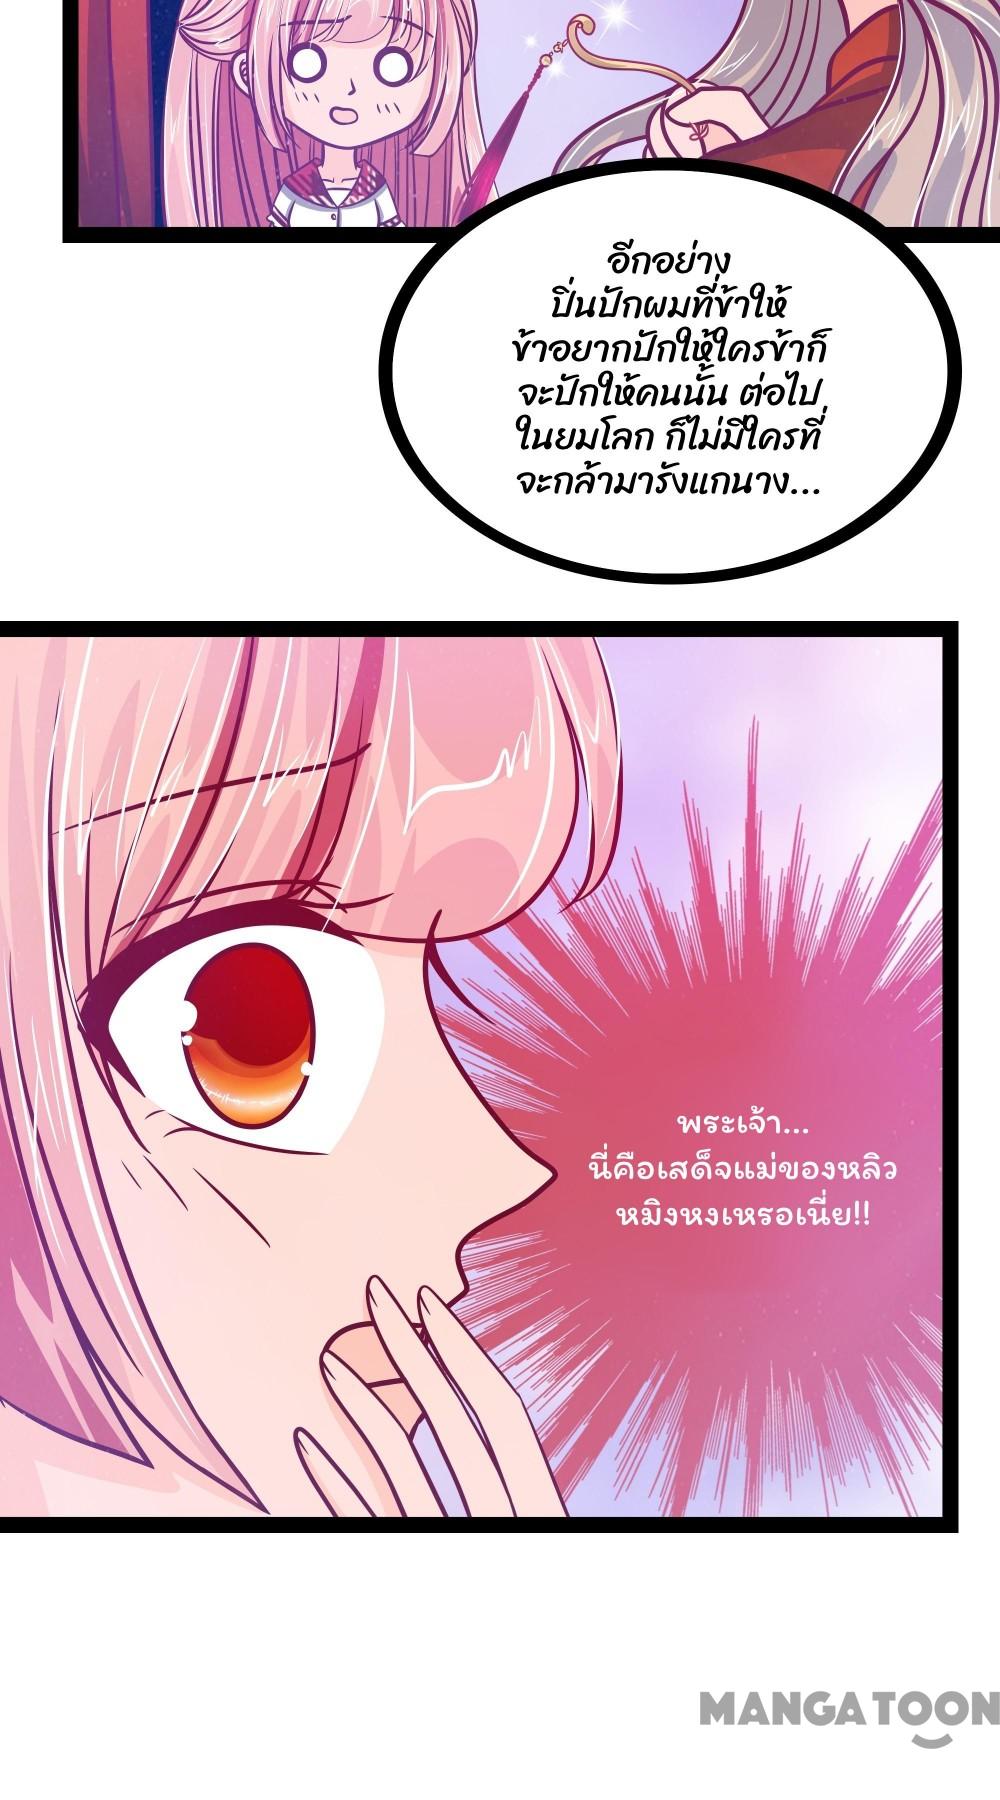 อีกอย่าง
ปิ่นปักผมที่ข้าให้
ข้าอยากปักให้ใครข้าก็
จะปักให้คนนั้น ต่อไป
ในยมโลก ก็ไม่มีใครที่
จะกล้ามารังแกนาง...
พระเจ้า...
นี่คือเสด็จแม่ของหลิว
หมิงหงเหรอเนี่ย!!
MANGATOON